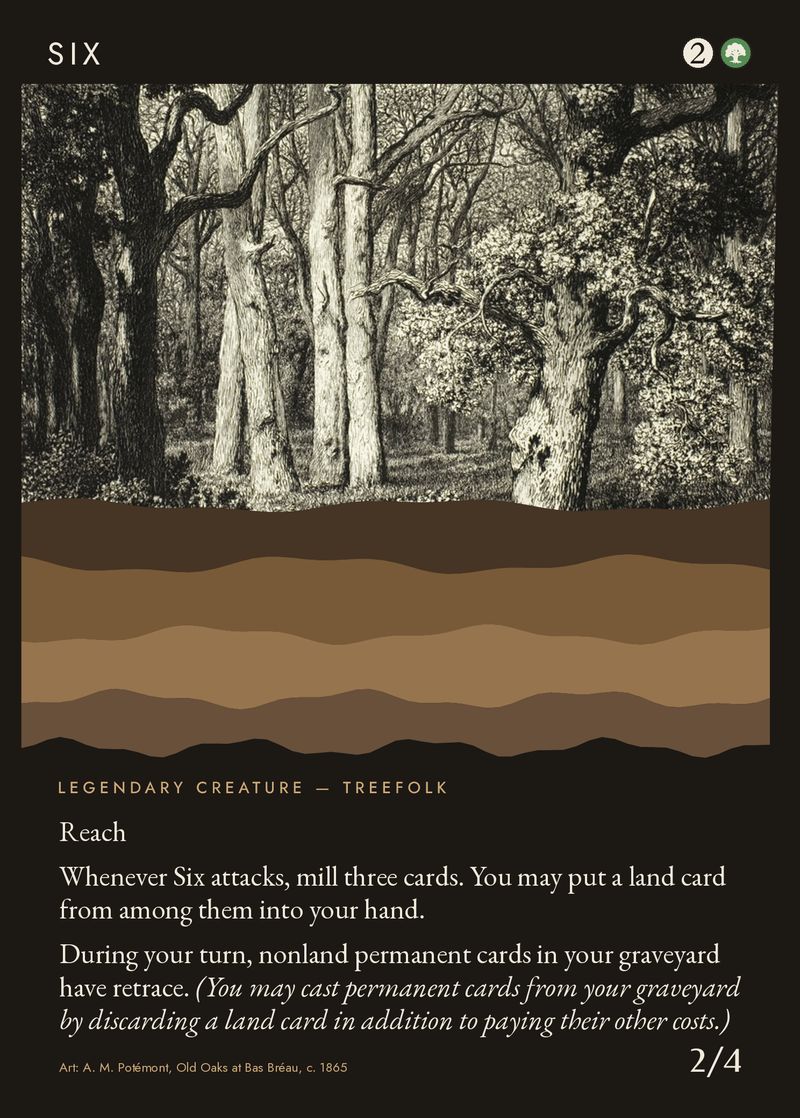 SIX 2
LEGENDARY CREATURE — TREEFOLK
Reach
Whenever Six attacks, mill three cards. You may put a land card
from among them into your hand.
During your turn, nonland permanent cards in your graveyard
have retrace. (You may cast permanent cards from your graveyard
by discarding a land card in addition to paying their other costs.)
Art: A. M. Potémont, Old Oaks at Bas Bréau, c. 1865 2/4